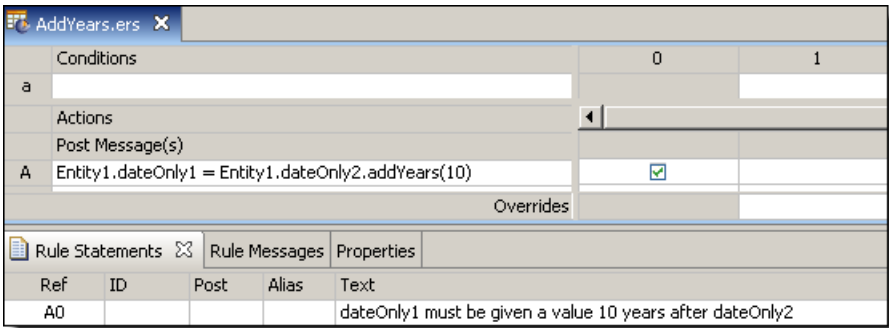 AddYears.ers
Conditions 0 1
a
Actions
Post Message(s)
A Entity1.dateOnly1 = Entity1.dateOnly2.addYears(10)
Overrides
Rule Statements Rule Messages Properties
Ref ID Post Alias Text
A0 dateOnly1 must be given a value 10 years after dateOnly2